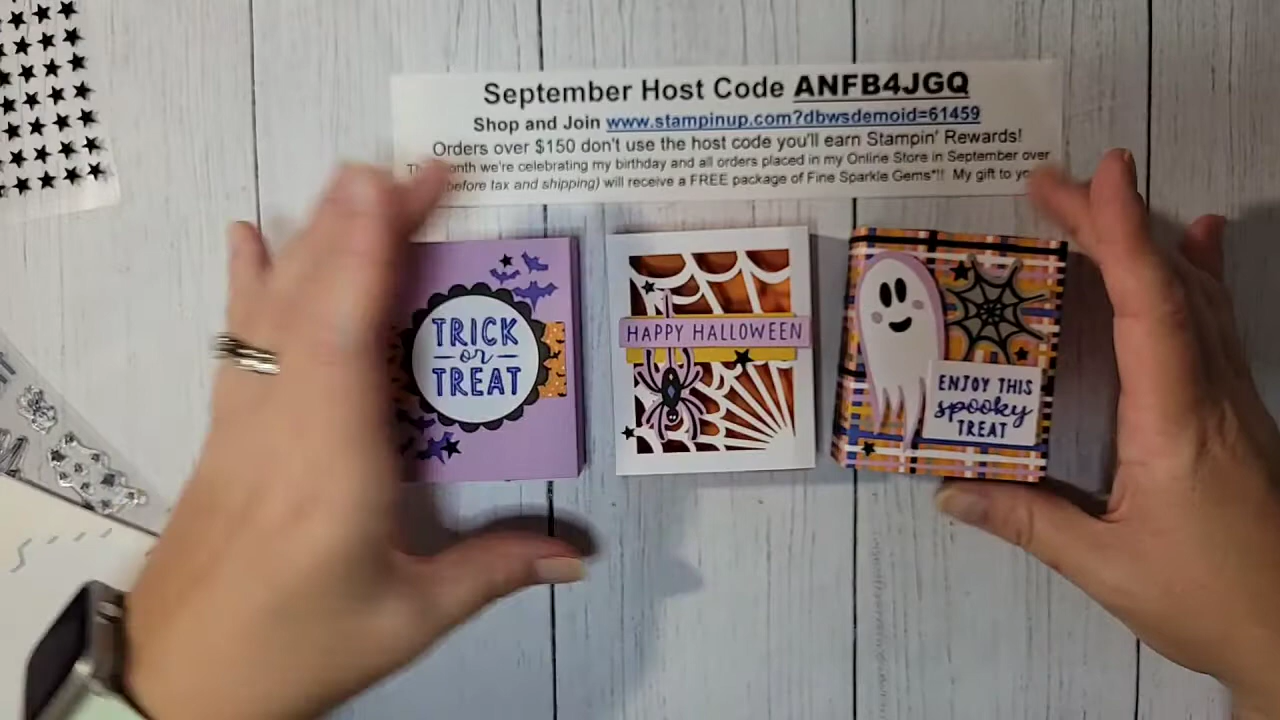 September Host Code ANFB4JGQ
Shop and Join www.stampinup.com?dbwsdemoid=61459
Orders over $150 don't use the host code you'll earn Stampin' Rewards!
month we're celebrating my birthday and all orders placed in my Online Store in September over
before tax and shipping) will receive a FREE package of Fine Sparkle Gems*!! My gift to
TRICK
or
TREAT
HAPPY HALLOWEEN
ENJOY THIS
spooky
TREAT